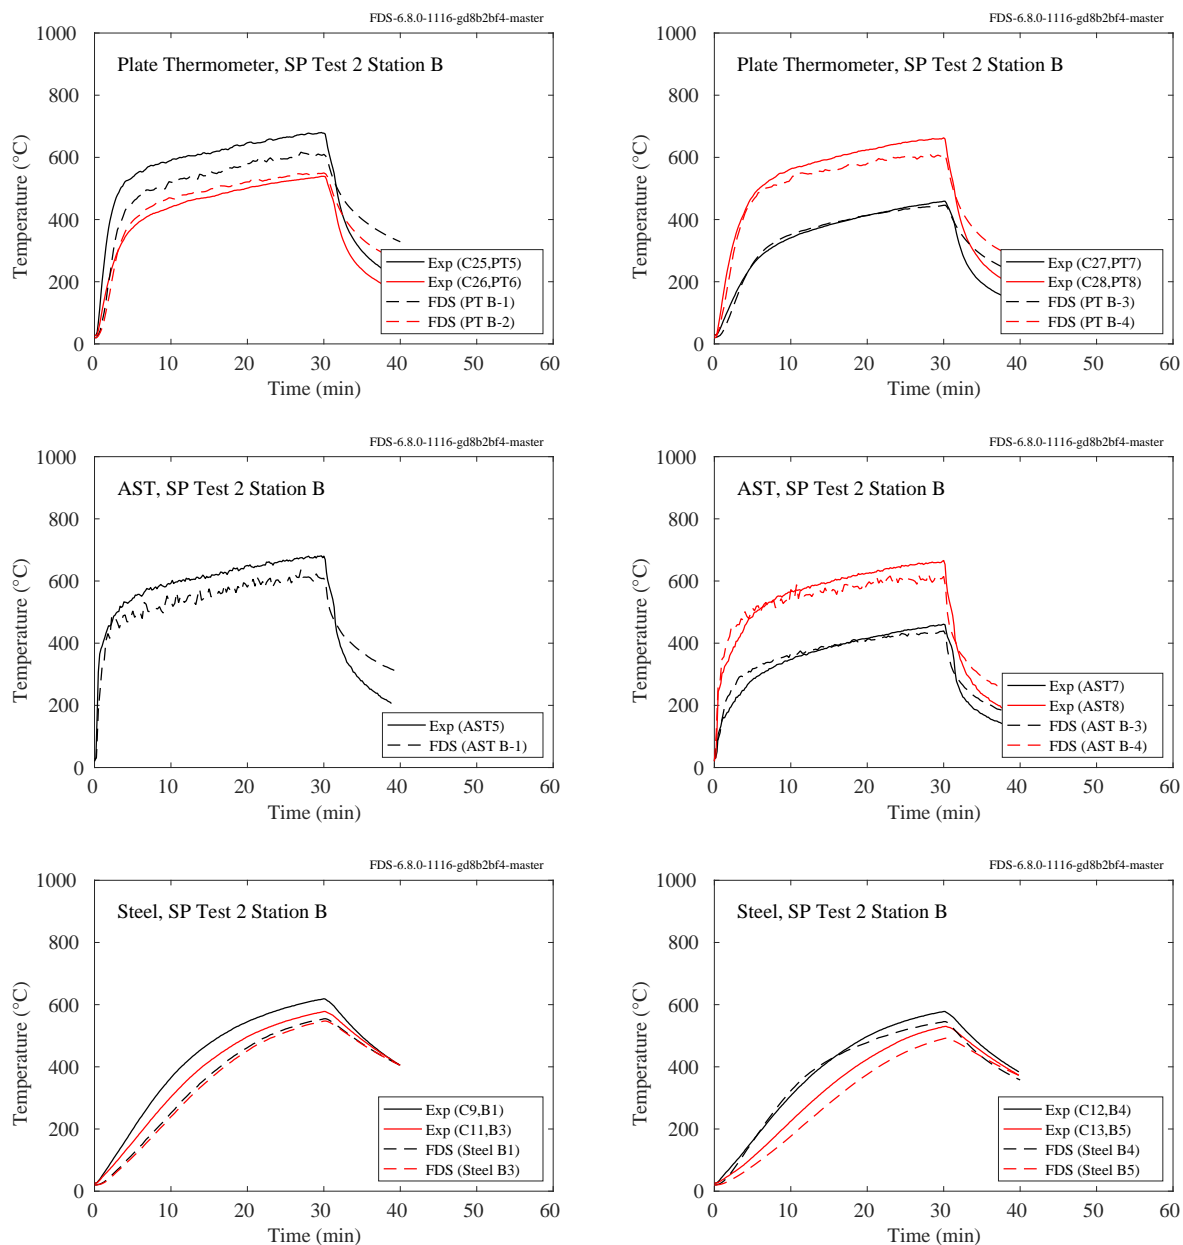 FDS-6.8.0-1116-gd8b2bf4-master
Plate Thermometer, SP Test 2 Station B
Temperature (°C)
1000
800
600
400
200
0
Exp (C25,PT5)
Exp (C26,PT6)
FDS (PT B-1)
FDS (PT B-2)
0 10 20 30 40 50 60
Time (min)
FDS-6.8.0-1116-gd8b2bf4-master
Plate Thermometer, SP Test 2 Station B
Temperature (°C)
1000
800
600
400
200
0
Exp (C27,PT7)
Exp (C28,PT8)
FDS (PT B-3)
FDS (PT B-4)
0 10 20 30 40 50 60
Time (min)
FDS-6.8.0-1116-gd8b2bf4-master
AST, SP Test 2 Station B
Temperature (°C)
1000
800
600
400
200
0
Exp (AST5)
FDS (AST B-1)
0 10 20 30 40 50 60
Time (min)
FDS-6.8.0-1116-gd8b2bf4-master
AST, SP Test 2 Station B
Temperature (°C)
1000
800
600
400
200
0
Exp (AST7)
Exp (AST8)
FDS (AST B-3)
FDS (AST B-4)
0 10 20 30 40 50 60
Time (min)
FDS-6.8.0-1116-gd8b2bf4-master
Steel, SP Test 2 Station B
Temperature (°C)
1000
800
600
400
200
0
Exp (C9,B1)
Exp (C11,B3)
FDS (Steel B1)
FDS (Steel B3)
0 10 20 30 40 50 60
Time (min)
FDS-6.8.0-1116-gd8b2bf4-master
Steel, SP Test 2 Station B
Temperature (°C)
1000
800
600
400
200
0
Exp (C12,B4)
Exp (C13,B5)
FDS (Steel B4)
FDS (Steel B5)
0 10 20 30 40 50 60
Time (min)